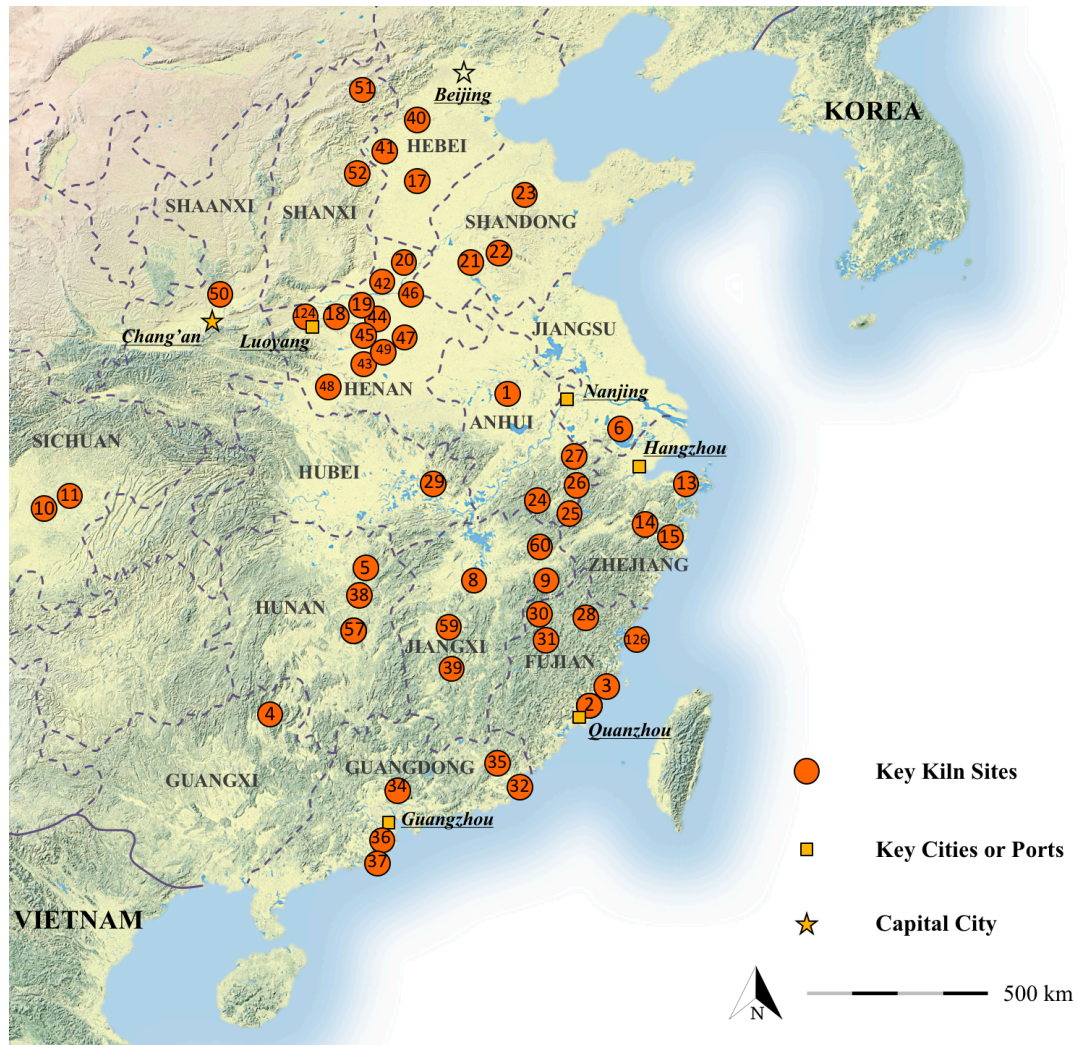 51
Beijing
40
KOREA
HEBEI
41
52
17
23
SHAANXI
SHANXI
SHANDONG
22
20
21
42
50
46
19
124
18
44
Chang'an
Luoyang
45
47
JIANGSU
49
43
48
HENAN
1
Nanjing
ANHUI
6
SICHUAN
Hangzhou
27
HUBEI
29
26
13
11
10
24
25
14
15
60
ZHEJIANG
5
8
9
38
HUNAN
30
28
59
57
31
126
JIANGXI
FUJIAN
39
3
2
4
Quanzhou
35
GUANGDONG
Key Kiln Sites
GUANGXI
34
32
Guangzhou
36
Key Cities or Ports
37
VIETNAM
Capital City
N
500 km